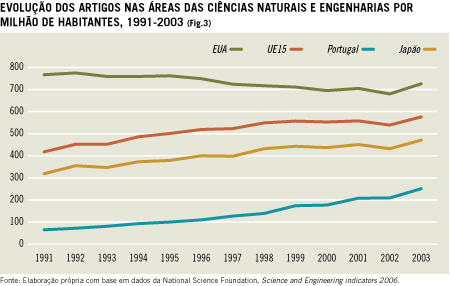 EVOLUÇÃO DOS ARTIGOS NAS ÁREAS DAS CIÊNCIAS NATURAIS E ENGENHARIAS POR
MILHÃO DE HABITANTES, 1991-2003 (Fig.3)
EUA UE15 Portugal Japão
800
700
600
500
400
300
200
100
0
1991 1992 1993 1994 1995 1996 1997 1998 1999 2000 2001 2002 2003
Fonte: Elaboração própria com base em dados da National Science Foundation, Science and Engineering indicators 2006.